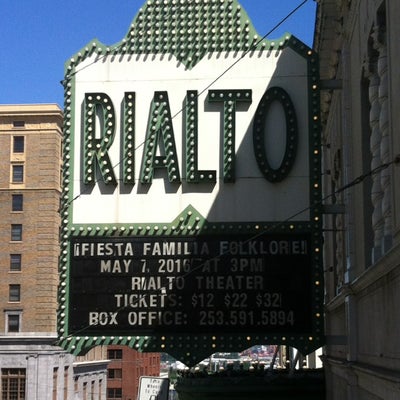 RIALTO
¡FIESTA FAMILIA FOLKLORE!
MAY 7, 2016 AT 3PM
RIALTO THEATER
TICKETS: $12 $22 $32
BOX OFFICE: 253.591.5894